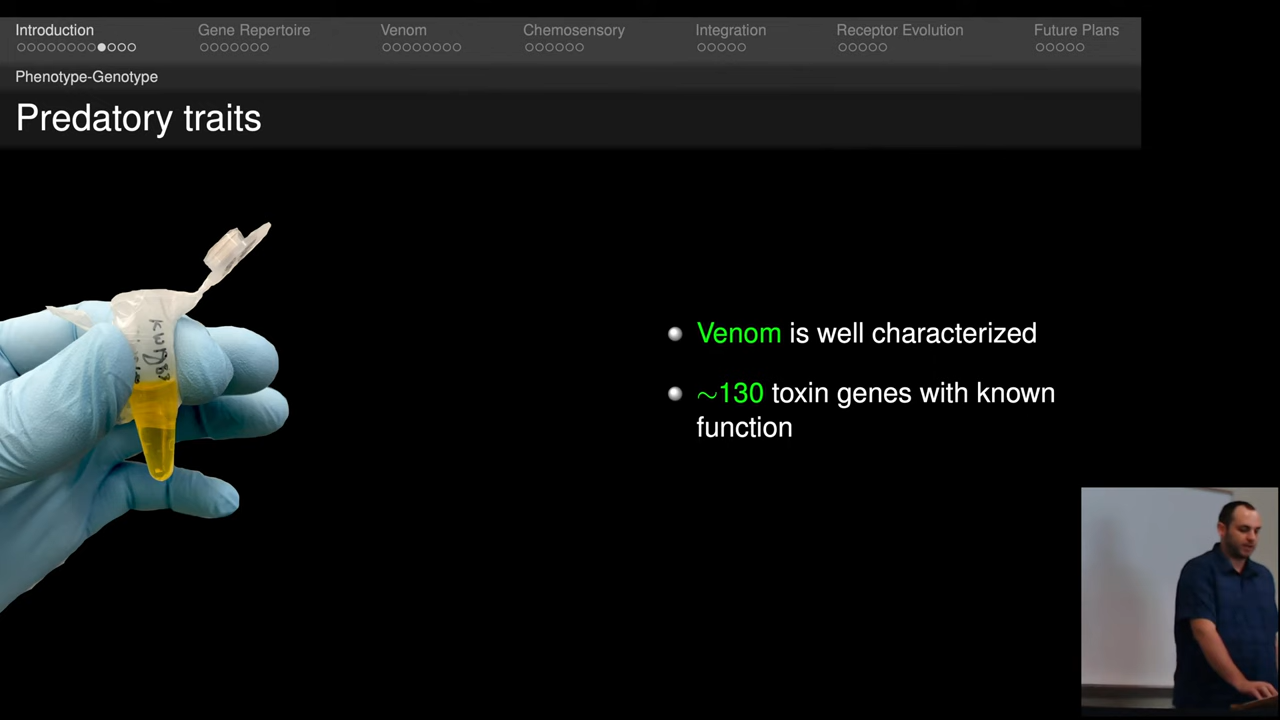 Introduction
Gene Repertoire
Venom
Chemosensory
Integration
Receptor Evolution
Future Plans
Phenotype-Genotype
Predatory traits
Venom is well characterized
~130 toxin genes with known
function